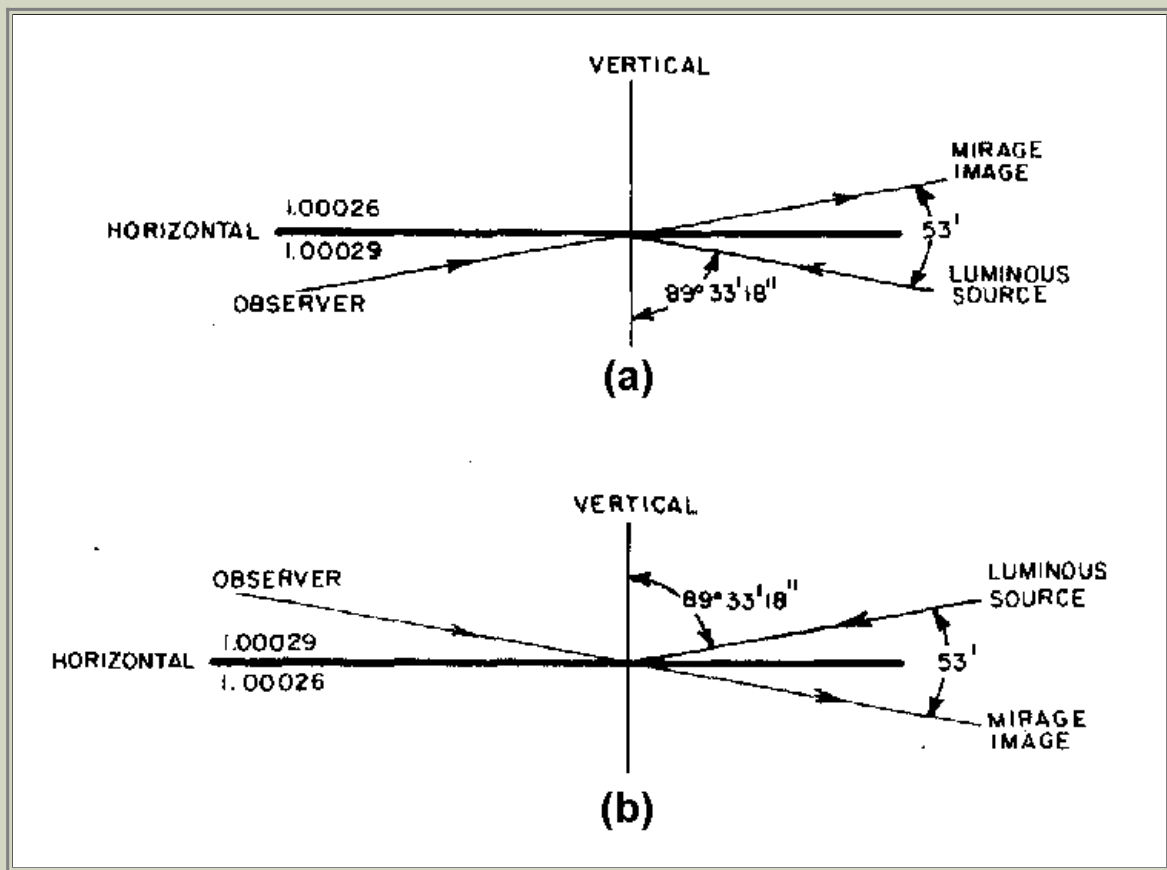 VERTICAL
MIRAGE
IMAGE
1.00026
HORIZONTAL
1.00029
53'
OBSERVER
89° 33' 18"
LUMINOUS
SOURCE
(a)
VERTICAL
OBSERVER
89° 33' 18"
LUMINOUS
SOURCE
1.00029
HORIZONTAL
53'
1.00026
MIRAGE
IMAGE
(b)